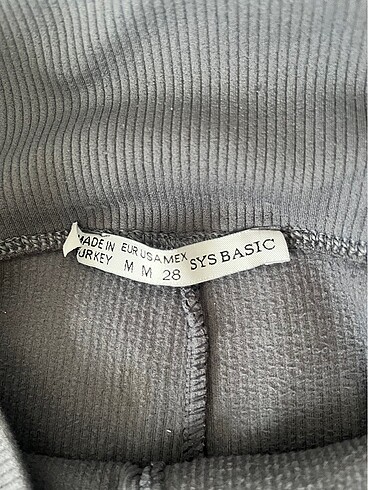 MADE IN EUR USA MEX SYS BASIC
TURKEY M M 28